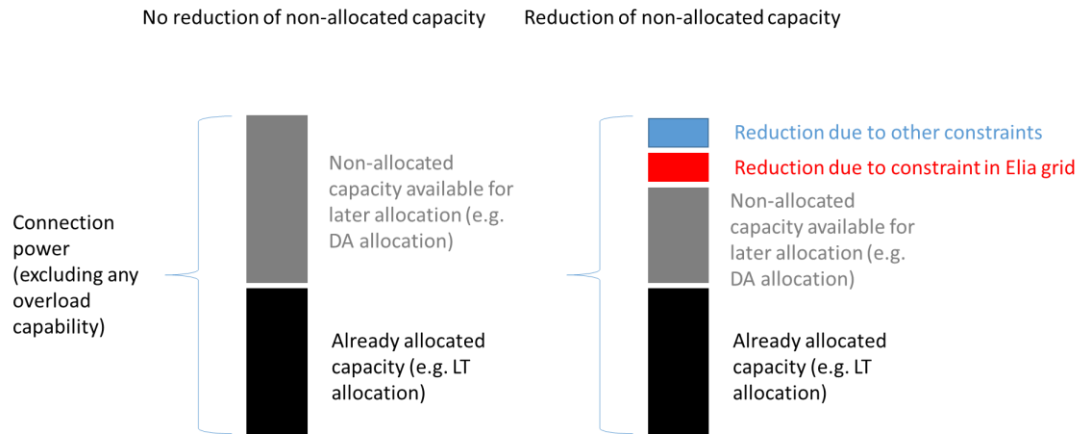 No reduction of non-allocated capacity
Reduction of non-allocated capacity
Connection
power
(excluding any
overload
capability)
Non-allocated
capacity available for
later allocation (e.g.
DA allocation)
Already allocated
capacity (e.g. LT
allocation)
Reduction due to other constraints
Reduction due to constraint in Elia grid
Non-allocated
capacity available for
later allocation (e.g.
DA allocation)
Already allocated
capacity (e.g. LT
allocation)